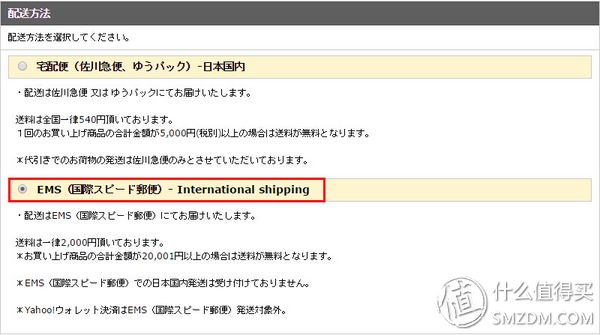 配送方法
配送方法を選択してください。
宅配便（佐川急便、ゆうパック）-日本国内
・配送は佐川急便 又は ゆうパックにてお届けいたします。
送料は全国一律540円頂いております。
１回のお買い上げ商品の合計金額が5,000円(税別)以上の場合は送料が無料となります。
＊代引きでのお荷物の発送は佐川急便のみとさせていただいております。
EMS（国際スピード郵便）- International shipping
・配送はEMS（国際スピード郵便）にてお届けいたします。
送料は一律2,000円頂いております。
＊お買い上げ商品の合計金額が20,001円以上の場合は送料が無料となります。
＊EMS（国際スピード郵便）での日本国内発送は受け付けておりません。
＊Yahoo!ウォレット決済はEMS（国際スピード郵便）発送対象外。
值 什么值得买
SMZDM.COM